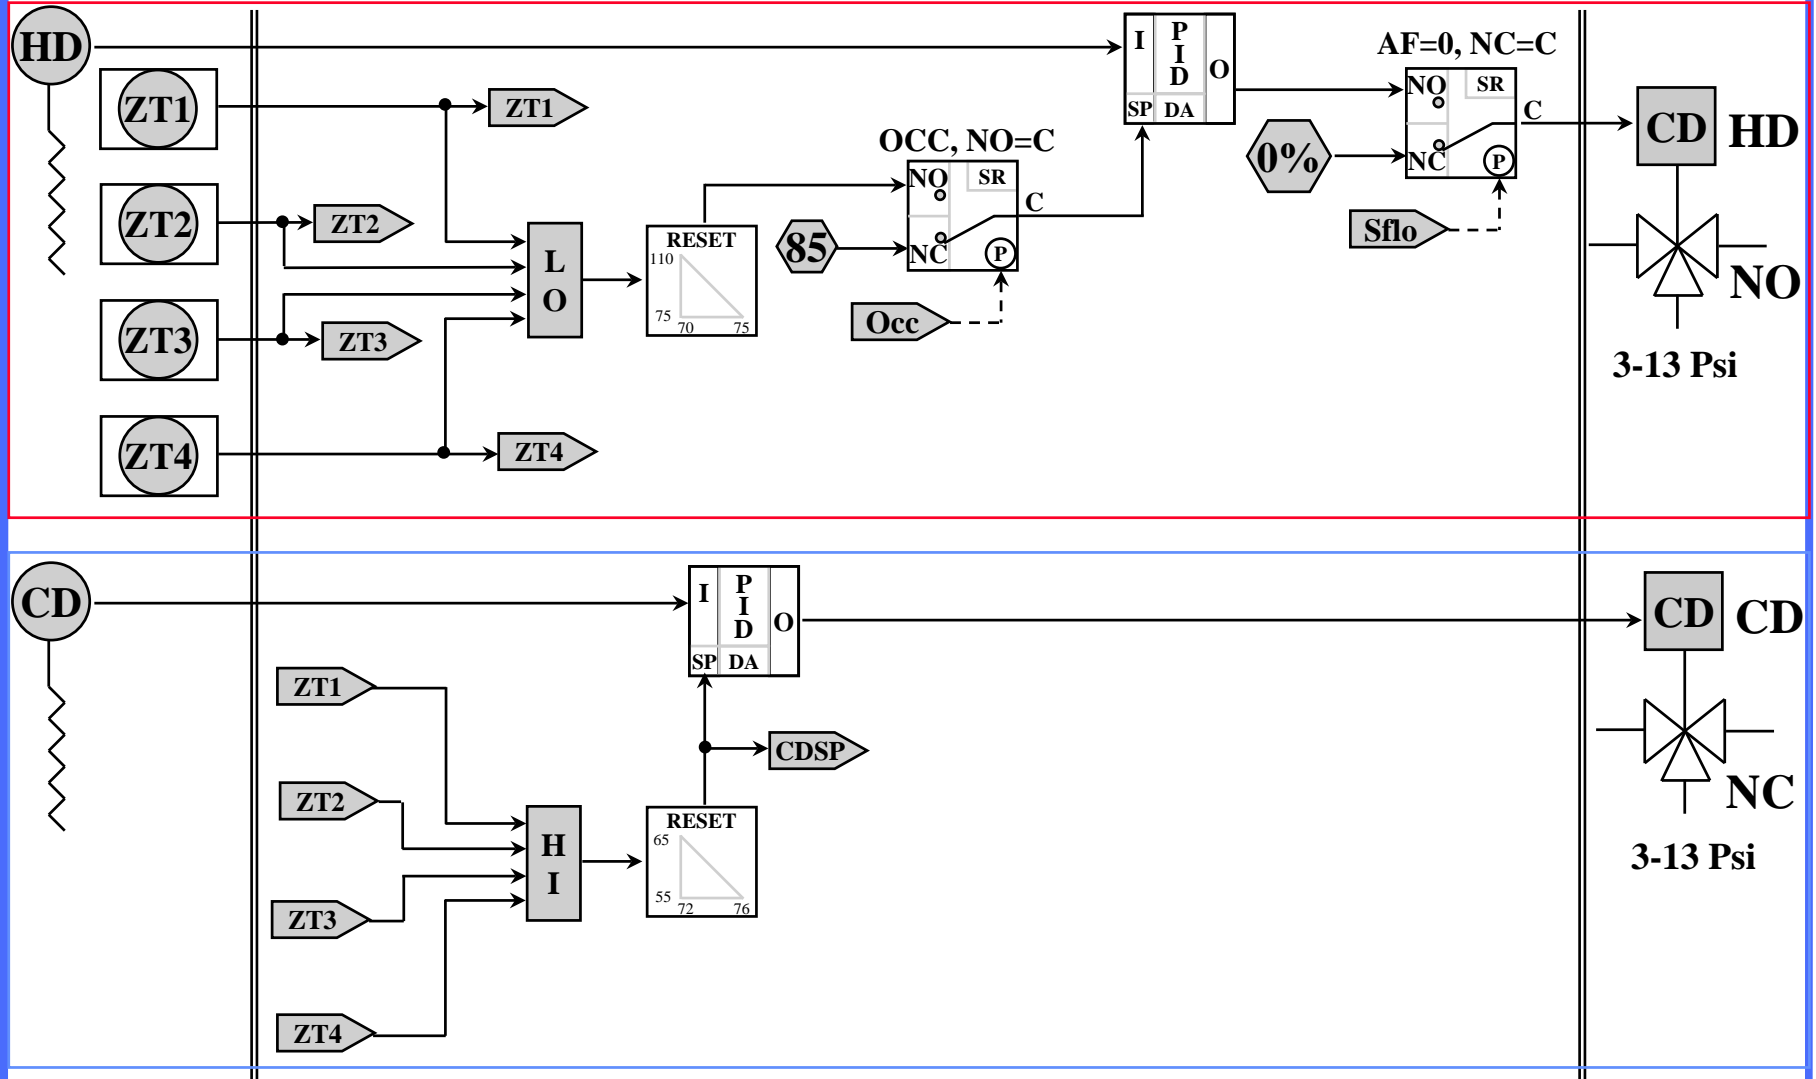 HD
ZT1
ZT1
ZT2
ZT2
ZT3
ZT3
ZT4
ZT4
L
O
RESET
110
75
70
75
OCC, NO=C
NO
SR
C
NC
P
85
Occ
I
P
I
D
O
SP
DA
AF=0, NC=C
NO
SR
C
NC
P
0%
Sflo
CD
HD
NO
3-13 Psi
CD
I
P
I
D
O
SP
DA
CD
CD
ZT1
CDSP
ZT2
H
I
RESET
65
55
72
76
NC
3-13 Psi
ZT3
ZT4